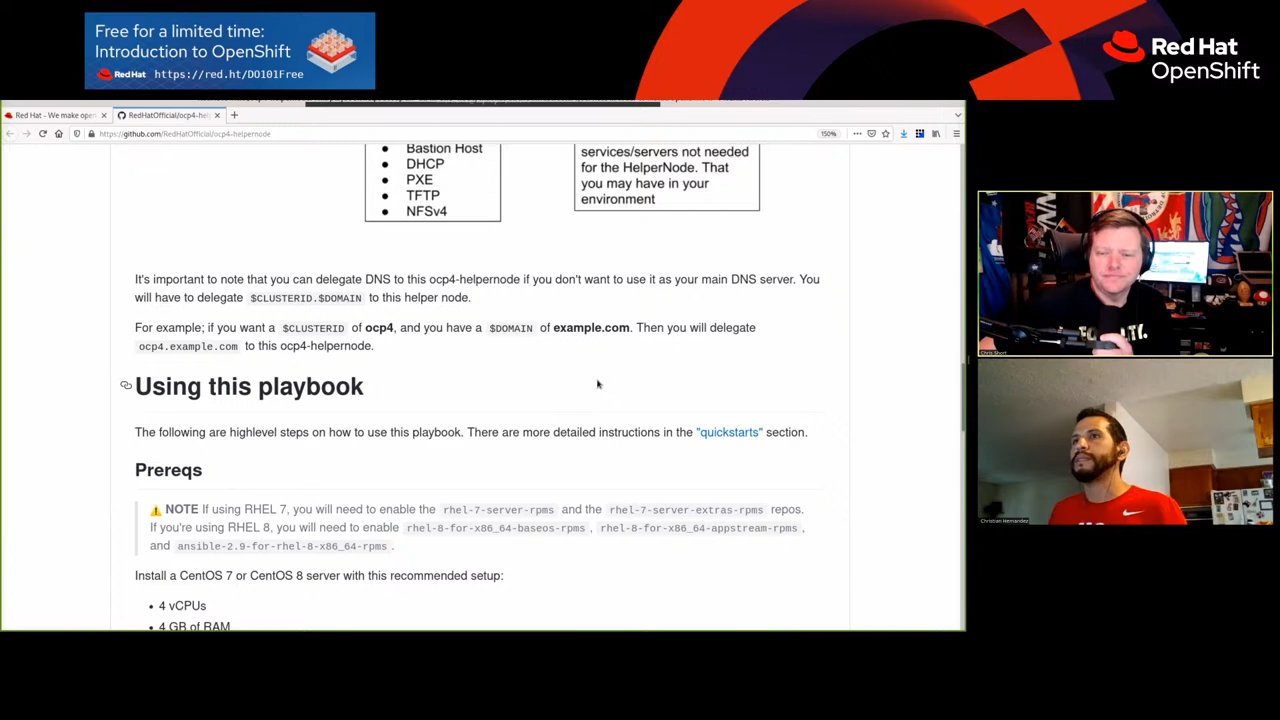 Free for a limited time:
Introduction to OpenShift
Red Hat https://red.ht/DO101Free
Red Hat
OpenShift
Red Hat - We make open
RedHatOfficial/ocp4-help
https://github.com/RedHatOfficial/ocp4-helpernode
150%
Bastion Host
DHCP
PXE
TFTP
NFSv4
services/servers not needed
for the HelperNode. That
you may have in your
environment
It's important to note that you can delegate DNS to this ocp4-helpernode if you don't want to use it as your main DNS server. You
will have to delegate $CLUSTERID.$DOMAIN to this helper node.
For example; if you want a $CLUSTERID of ocp4, and you have a $DOMAIN of example.com. Then you will delegate
ocp4.example.com to this ocp4-helpernode.
Using this playbook
The following are highlevel steps on how to use this playbook. There are more detailed instructions in the "quickstarts" section.
Prereqs
NOTE If using RHEL 7, you will need to enable the rhel-7-server-rpms and the rhel-7-server-extras-rpms repos.
If you're using RHEL 8, you will need to enable rhel-8-for-x86_64-baseos-rpms, rhel-8-for-x86_64-appstream-rpms,
and ansible-2.9-for-rhel-8-x86_64-rpms.
Install a CentOS 7 or CentOS 8 server with this recommended setup:
4 vCPUs
4 GB of RAM
Chris Short
Christian Hernandez